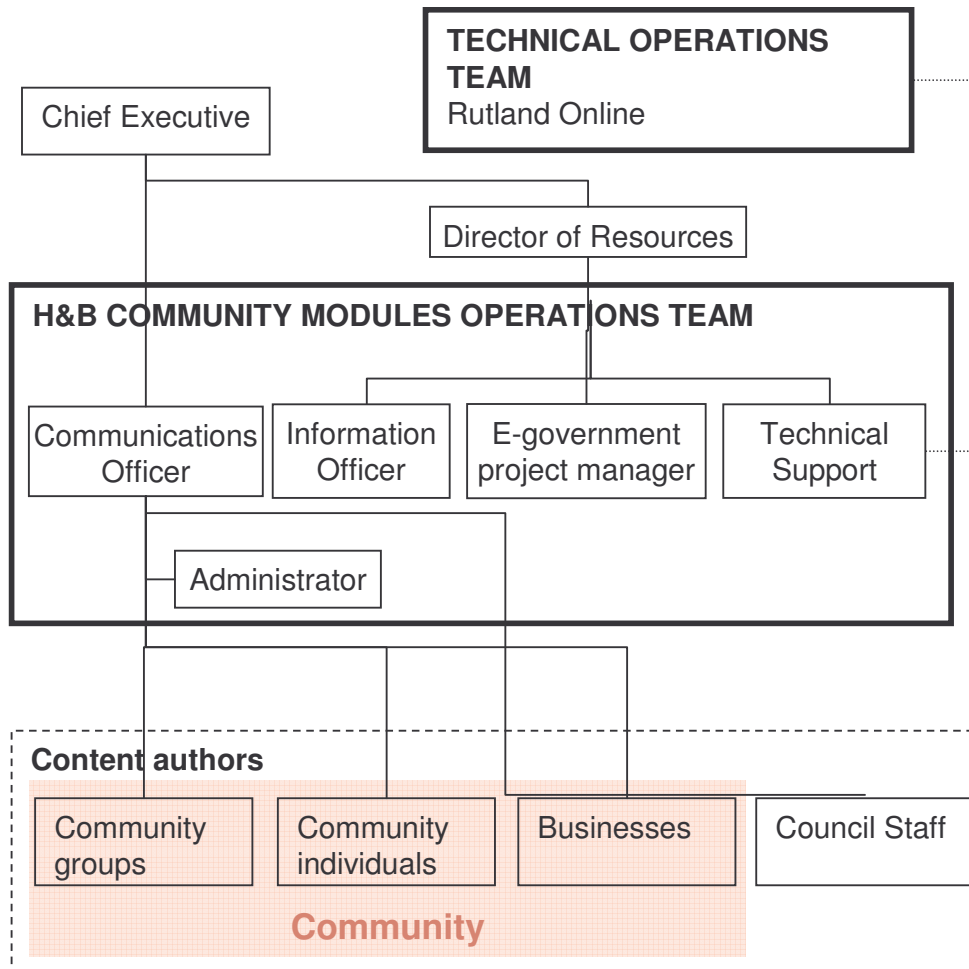 TECHNICAL OPERATIONS
TEAM
Rutland Online
Chief Executive
Director of Resources
H&B COMMUNITY MODULES OPERATIONS TEAM
Communications
Officer
Information
Officer
E-government
project manager
Technical
Support
Administrator
Content authors
Community
groups
Community
individuals
Businesses
Council Staff
Community